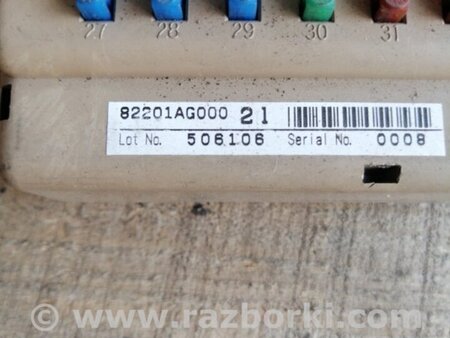 27 28 29 30 31
82201AG000 21
Lot No. 506106 Serial No. 0008
© www.razborki.com